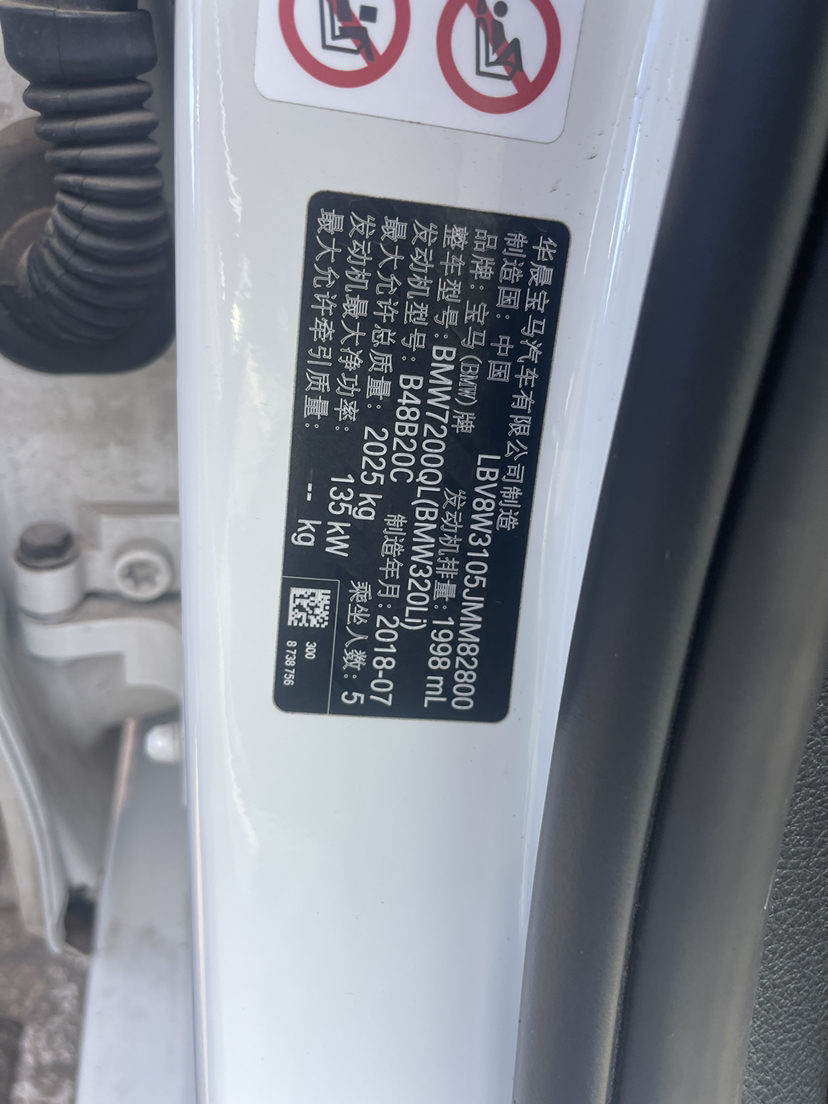 华晨宝马汽车有限公司制造
制造国：中国 LBV8W3105JMM82800
品牌：宝马(BMW)牌 发动机排量：1998 mL
整车型号：BMW7200QL(BMW320Li)
发动机型号：B48B20C 制造年月：2018-07
最大允许总质量：2025 kg 乘坐人数：5
发动机最大净功率：135 kW
最大允许牵引质量：-- kg
300
8 738 756